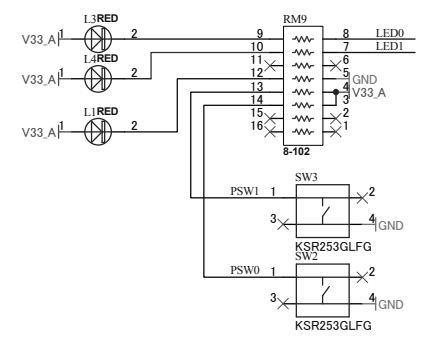 L3RED
RM9
V33_A 1 2 9 8 LED0
L4RED
V33_A 1 2 10 7 LED1
11 6
12 5 GND
13 4 V33_A
14 3
L1RED
V33_A 1 2
15 2
16 1
8-102
SW3
PSW1 1 2
3 4 GND
KSR253GLFG
SW2
PSW0 1 2
3 4 GND
KSR253GLFG